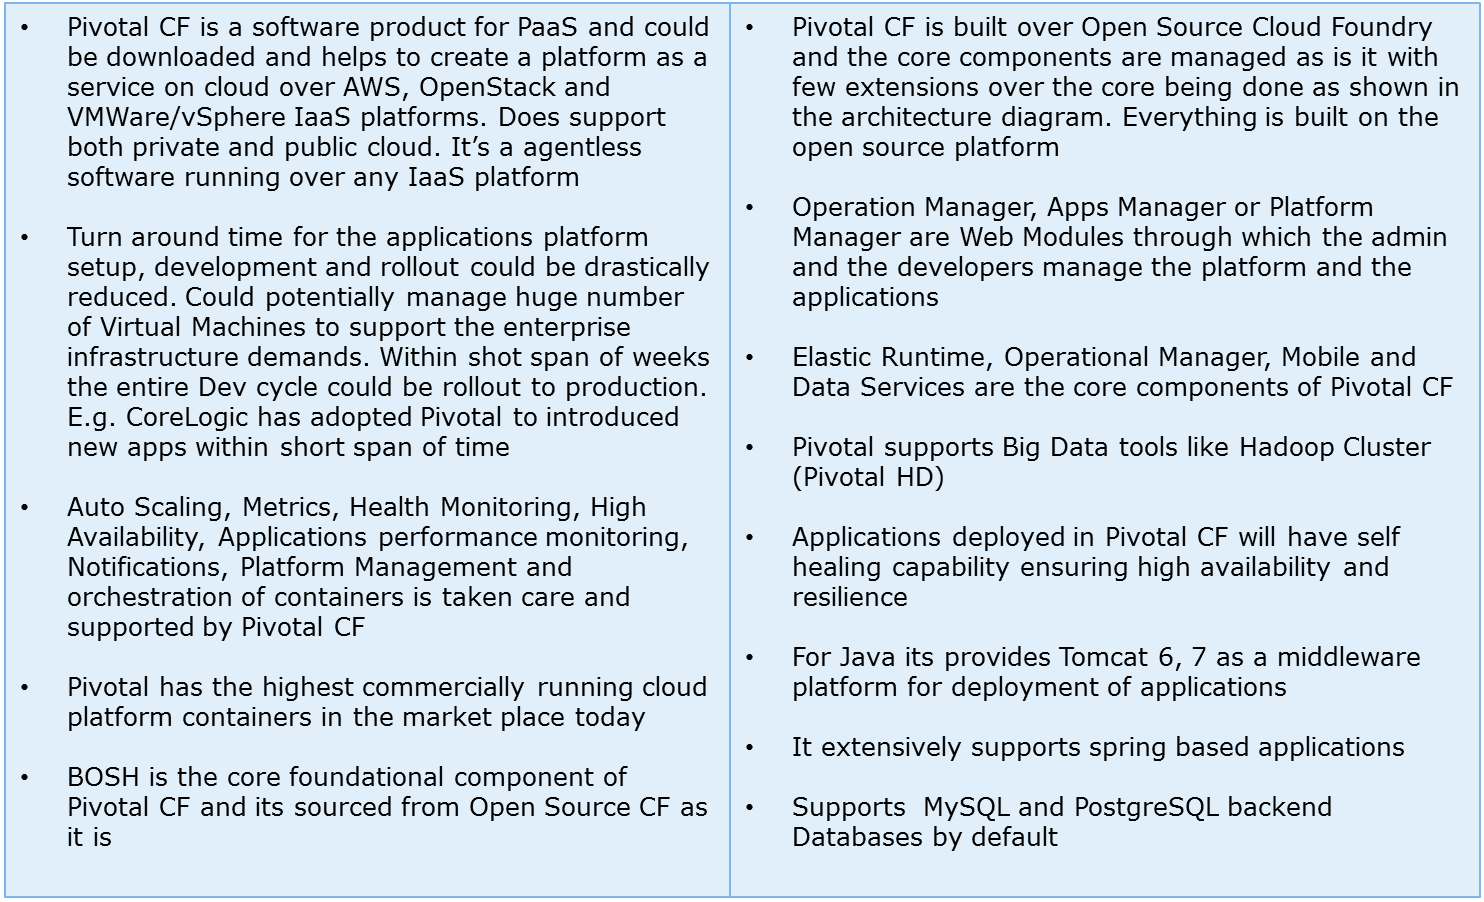 • Pivotal CF is a software product for PaaS and could
be downloaded and helps to create a platform as a
service on cloud over AWS, OpenStack and
VMWare/vSphere IaaS platforms. Does support
both private and public cloud. It’s a agentless
software running over any IaaS platform
• Turn around time for the applications platform
setup, development and rollout could be drastically
reduced. Could potentially manage huge number
of Virtual Machines to support the enterprise
infrastructure demands. Within shot span of weeks
the entire Dev cycle could be rollout to production.
E.g. CoreLogic has adopted Pivotal to introduced
new apps within short span of time
• Auto Scaling, Metrics, Health Monitoring, High
Availability, Applications performance monitoring,
Notifications, Platform Management and
orchestration of containers is taken care and
supported by Pivotal CF
• Pivotal has the highest commercially running cloud
platform containers in the market place today
• BOSH is the core foundational component of
Pivotal CF and its sourced from Open Source CF as
it is
• Pivotal CF is built over Open Source Cloud Foundry
and the core components are managed as is it with
few extensions over the core being done as shown in
the architecture diagram. Everything is built on the
open source platform
• Operation Manager, Apps Manager or Platform
Manager are Web Modules through which the admin
and the developers manage the platform and the
applications
• Elastic Runtime, Operational Manager, Mobile and
Data Services are the core components of Pivotal CF
• Pivotal supports Big Data tools like Hadoop Cluster
(Pivotal HD)
• Applications deployed in Pivotal CF will have self
healing capability ensuring high availability and
resilience
• For Java its provides Tomcat 6, 7 as a middleware
platform for deployment of applications
• It extensively supports spring based applications
• Supports MySQL and PostgreSQL backend
Databases by default